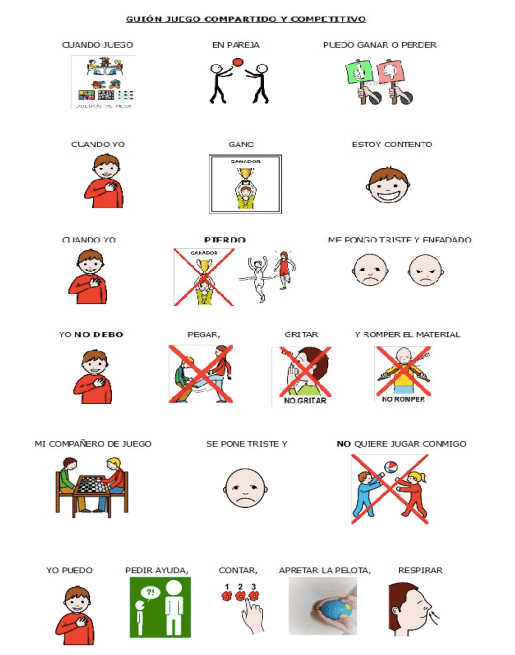 GUIÓN JUEGO COMPARTIDO Y COMPETITIVO
CUANDO JUEGO EN PAREJA PUEDO GANAR O PERDER
JUEGOS DE MESA
CUANDO YO GANO ESTOY CONTENTO
GANADOR
CUANDO YO PIERDO ME PONGO TRISTE Y ENFADADO
GANADOR
YO NO DEBO PEGAR, GRITAR Y ROMPER EL MATERIAL
NO GRITAR NO ROMPER
MI COMPAÑERO DE JUEGO SE PONE TRISTE Y NO QUIERE JUGAR CONMIGO
YO PUEDO PEDIR AYUDA, CONTAR, APRETAR LA PELOTA, RESPIRAR
?! 1 2 3